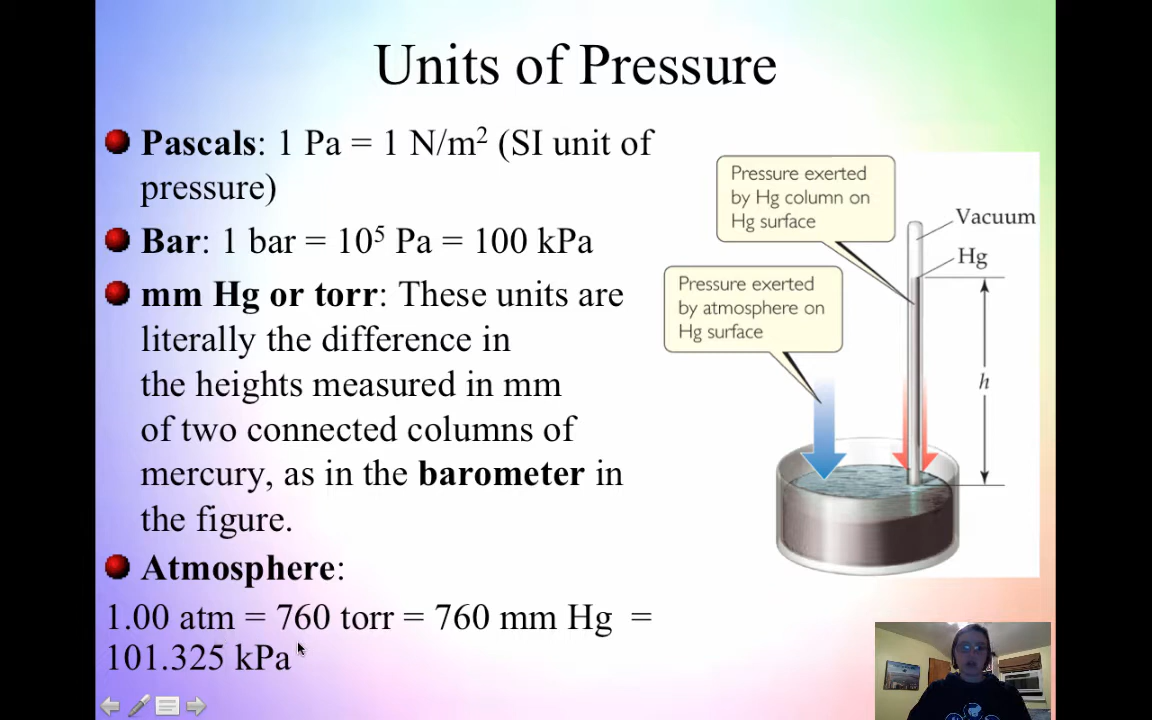 Units of Pressure
Pascals: 1 Pa = 1 N/m² (SI unit of
pressure)
Bar: 1 bar = 10⁵ Pa = 100 kPa
mm Hg or torr: These units are
literally the difference in
the heights measured in mm
of two connected columns of
mercury, as in the barometer in
the figure.
Atmosphere:
1.00 atm = 760 torr = 760 mm Hg =
101.325 kPa
Pressure exerted
by Hg column on
Hg surface
Vacuum
Hg
Pressure exerted
by atmosphere on
Hg surface
h